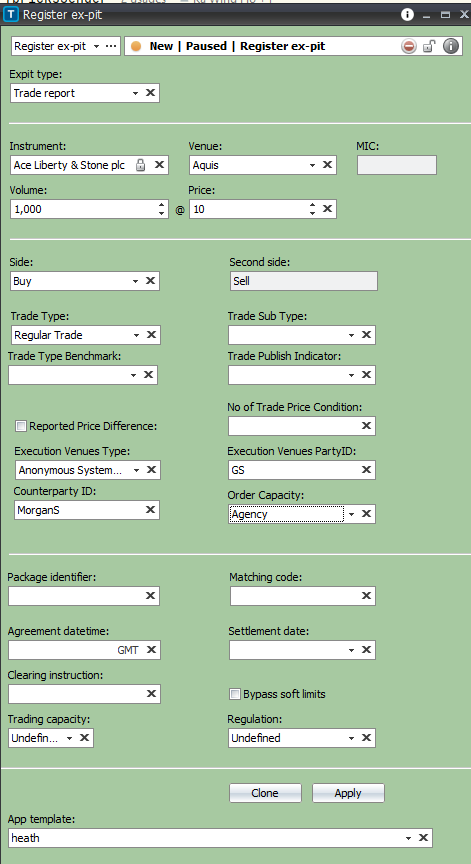 T Register ex-pit
Register ex-pit New | Paused | Register ex-pit
Expit type:
Trade report
Instrument: Venue: MIC:
Ace Liberty & Stone plc Aquis
Volume: Price:
1,000 @ 10
Side: Second side:
Buy Sell
Trade Type: Trade Sub Type:
Regular Trade
Trade Type Benchmark: Trade Publish Indicator:
No of Trade Price Condition:
Reported Price Difference:
Execution Venues Type: Execution Venues PartyID:
Anonymous System... GS
Counterparty ID: Order Capacity:
MorganS Agency
Package identifier: Matching code:
Agreement datetime: Settlement date:
GMT
Clearing instruction:
Bypass soft limits
Trading capacity: Regulation:
Undefin... Undefined
Clone Apply
App template:
heath